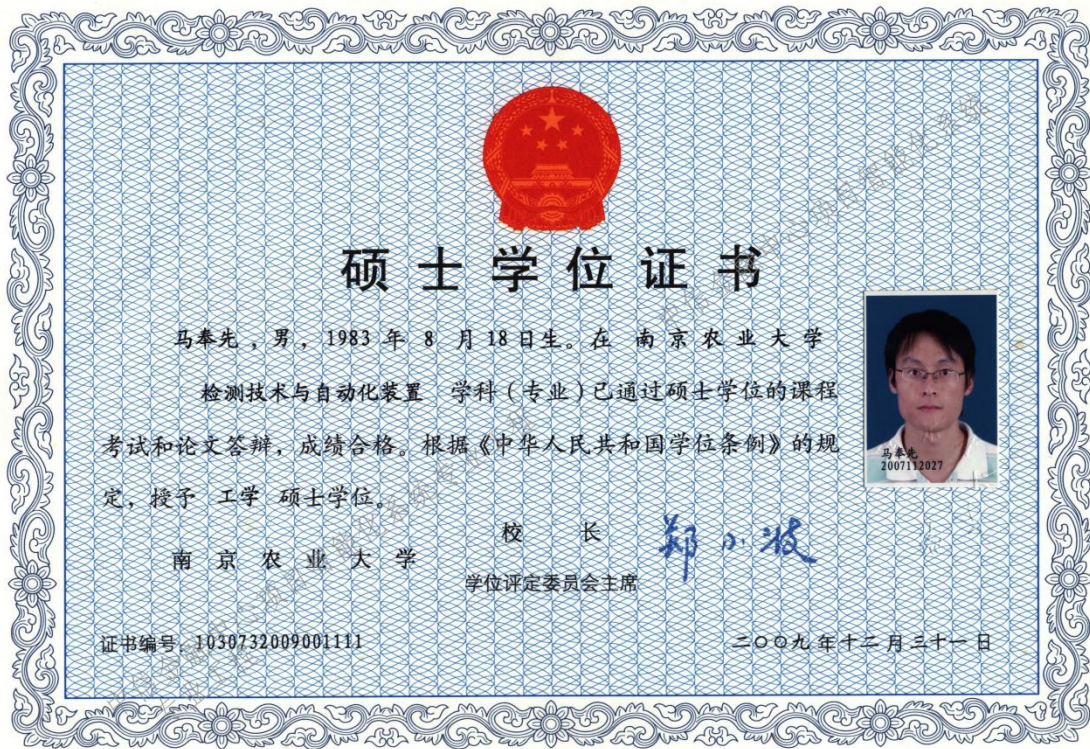 硕士学位证书
马奉先，男，1983 年 8 月 18 日生。在 南京农业大学
检测技术与自动化装置 学科（专业）已通过硕士学位的课程
考试和论文答辩，成绩合格。根据《中华人民共和国学位条例》的规
定，授予 工学 硕士学位。
马奉先
2007112027
南京农业大学
校 长
郑小波
学位评定委员会主席
证书编号：1030732009001111
二〇〇九年十二月三十一日